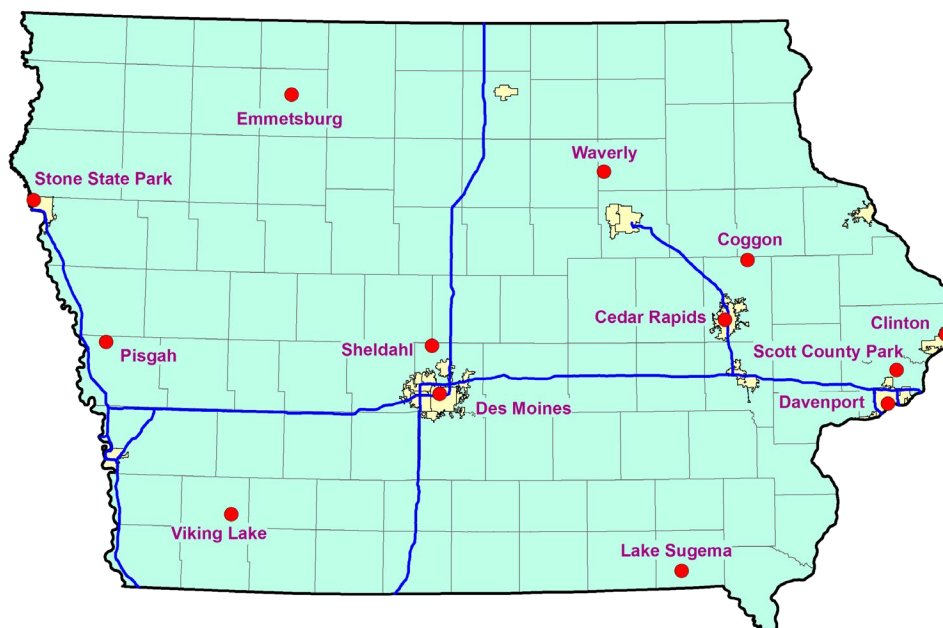 Emmetsburg
Waverly
Stone State Park
Coggon
Cedar Rapids
Clinton
Pisgah
Sheldahl
Scott County Park
Des Moines
Davenport
Viking Lake
Lake Sugema